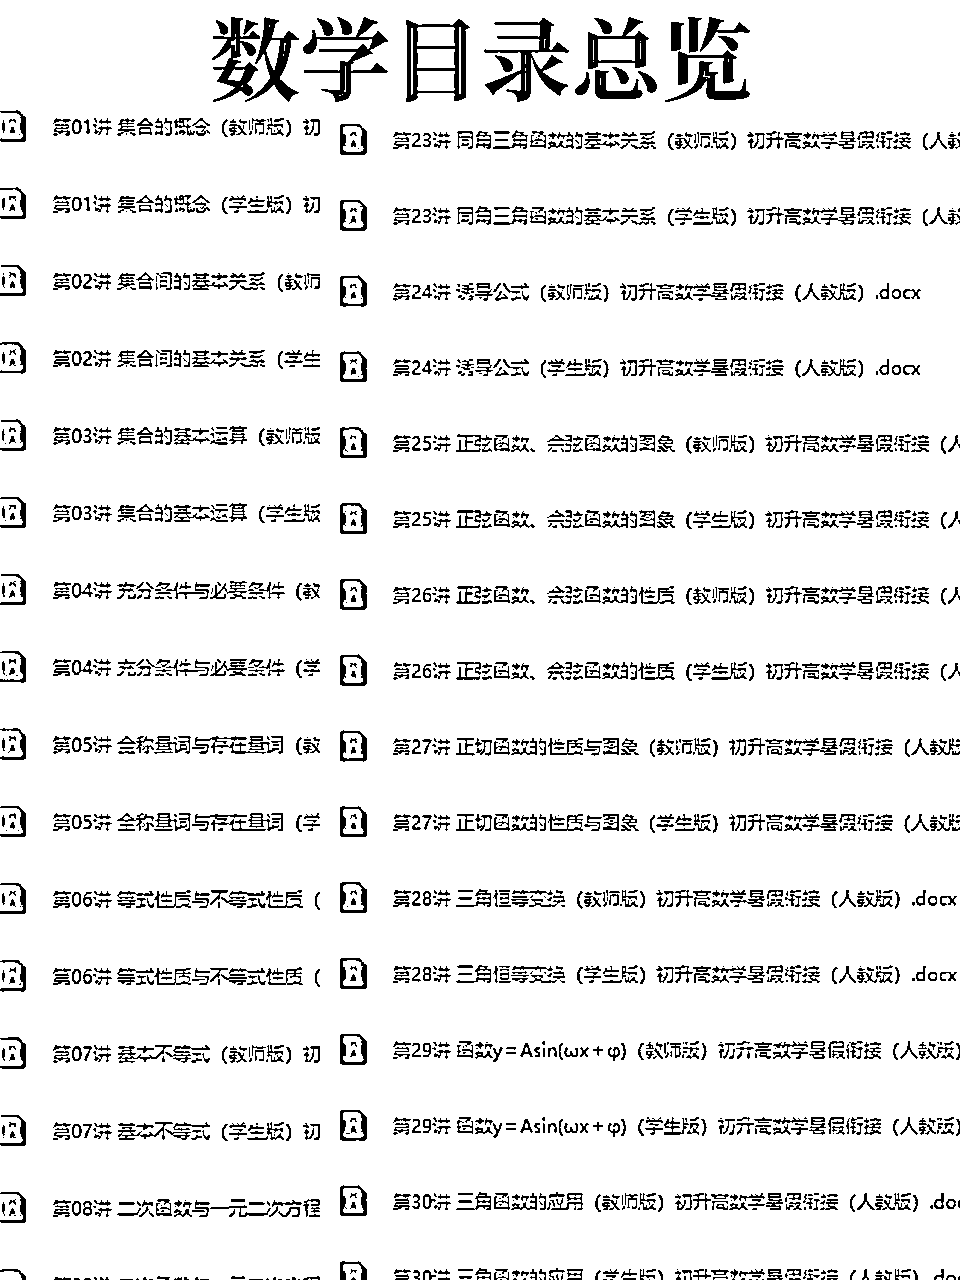 数学目录总览
第01讲 集合的概念（教师版）初
第01讲 集合的概念（学生版）初
第02讲 集合间的基本关系（教师
第02讲 集合间的基本关系（学生
第03讲 集合的基本运算（教师版
第03讲 集合的基本运算（学生版
第04讲 充分条件与必要条件（教
第04讲 充分条件与必要条件（学
第05讲 全称量词与存在量词（教
第05讲 全称量词与存在量词（学
第06讲 等式性质与不等式性质（
第06讲 等式性质与不等式性质（
第07讲 基本不等式（教师版）初
第07讲 基本不等式（学生版）初
第08讲 二次函数与一元二次方程
第23讲 同角三角函数的基本关系（教师版）初升高数学暑假衔接（人教
第23讲 同角三角函数的基本关系（学生版）初升高数学暑假衔接（人教
第24讲 诱导公式（教师版）初升高数学暑假衔接（人教版）.docx
第24讲 诱导公式（学生版）初升高数学暑假衔接（人教版）.docx
第25讲 正弦函数、余弦函数的图象（教师版）初升高数学暑假衔接（人
第25讲 正弦函数、余弦函数的图象（学生版）初升高数学暑假衔接（人
第26讲 正弦函数、余弦函数的性质（教师版）初升高数学暑假衔接（人
第26讲 正弦函数、余弦函数的性质（学生版）初升高数学暑假衔接（人
第27讲 正切函数的性质与图象（教师版）初升高数学暑假衔接（人教版
第27讲 正切函数的性质与图象（学生版）初升高数学暑假衔接（人教版
第28讲 三角恒等变换（教师版）初升高数学暑假衔接（人教版）.docx
第28讲 三角恒等变换（学生版）初升高数学暑假衔接（人教版）.docx
第29讲 函数y=Asin(ωx+φ)（教师版）初升高数学暑假衔接（人教版）
第29讲 函数y=Asin(ωx+φ)（学生版）初升高数学暑假衔接（人教版）
第30讲 三角函数的应用（教师版）初升高数学暑假衔接（人教版）.do
第30讲 三角函数的应用（学生版）初升高数学暑假衔接（人教版）